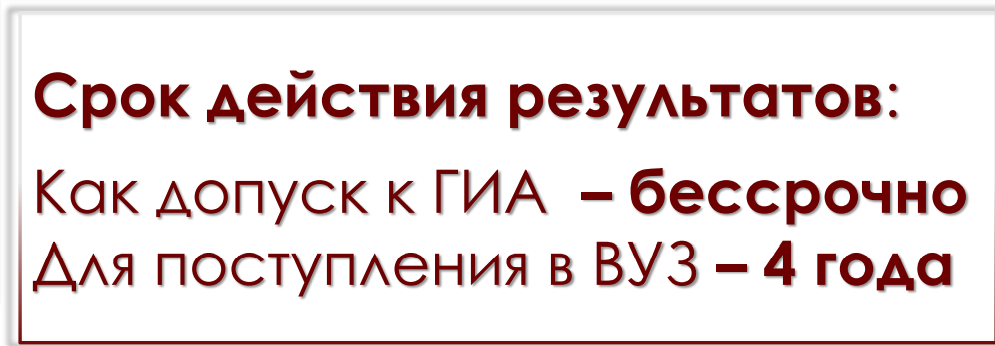 Срок действия результатов:
Как допуск к ГИА – бессрочно
Для поступления в ВУЗ – 4 года